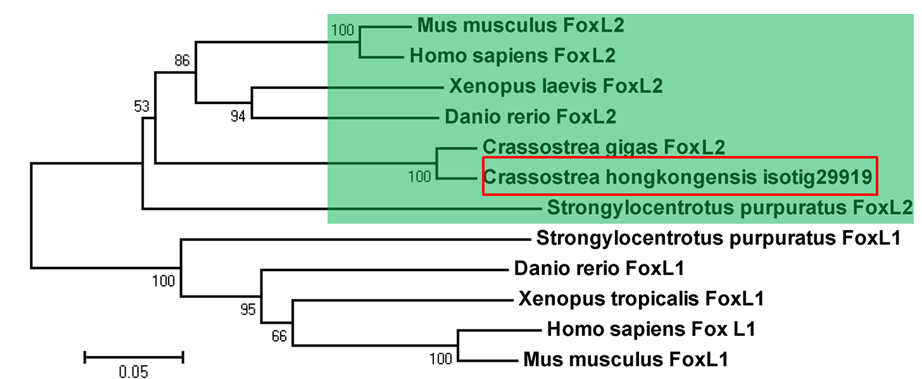 100
Mus musculus FoxL2
Homo sapiens FoxL2
86
Xenopus laevis FoxL2
94
Danio rerio FoxL2
53
Crassostrea gigas FoxL2
100
Crassostrea hongkongensis isotig29919
Strongylocentrotus purpuratus FoxL2
Strongylocentrotus purpuratus FoxL1
100
Danio rerio FoxL1
95
Xenopus tropicalis FoxL1
66
Homo sapiens Fox L1
100
Mus musculus FoxL1
0.05